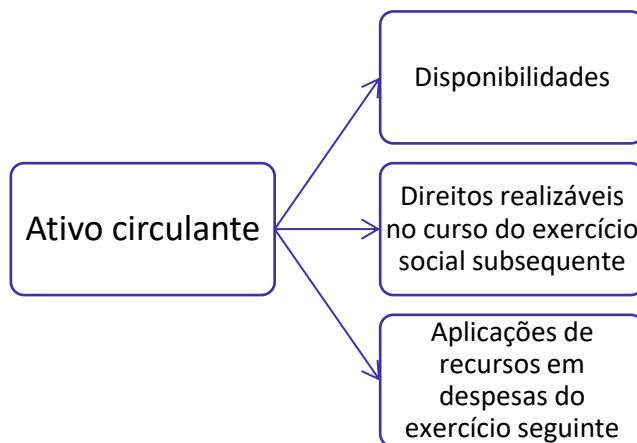 Disponibilidades
Ativo circulante
Direitos realizáveis
no curso do exercício
social subsequente
Aplicações de
recursos em
despesas do
exercício seguinte